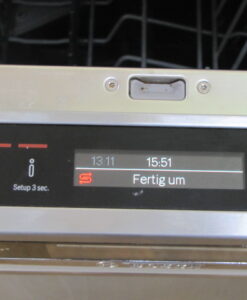 13 11 15:51
Fertig um
i
Setup 3 sec.